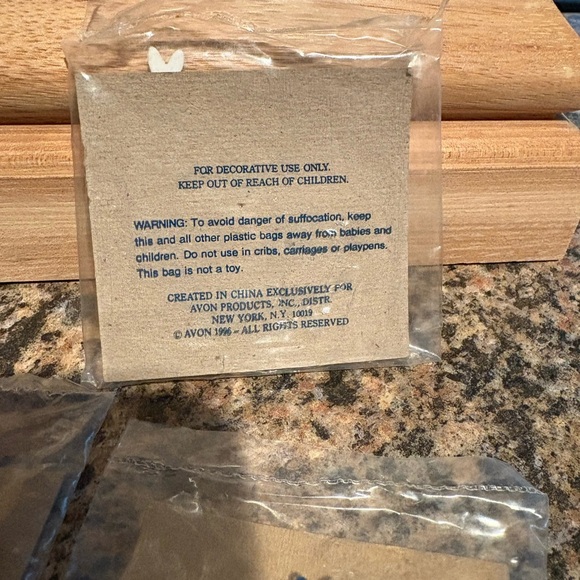 FOR DECORATIVE USE ONLY.
KEEP OUT OF REACH OF CHILDREN.
WARNING: To avoid danger of suffocation, keep
this and all other plastic bags away from babies and
children. Do not use in cribs, carriages or playpens.
This bag is not a toy.
CREATED IN CHINA EXCLUSIVELY FOR
AVON PRODUCTS, INC., DISTR.
NEW YORK, N.Y. 10019
© AVON 1996 – ALL RIGHTS RESERVED